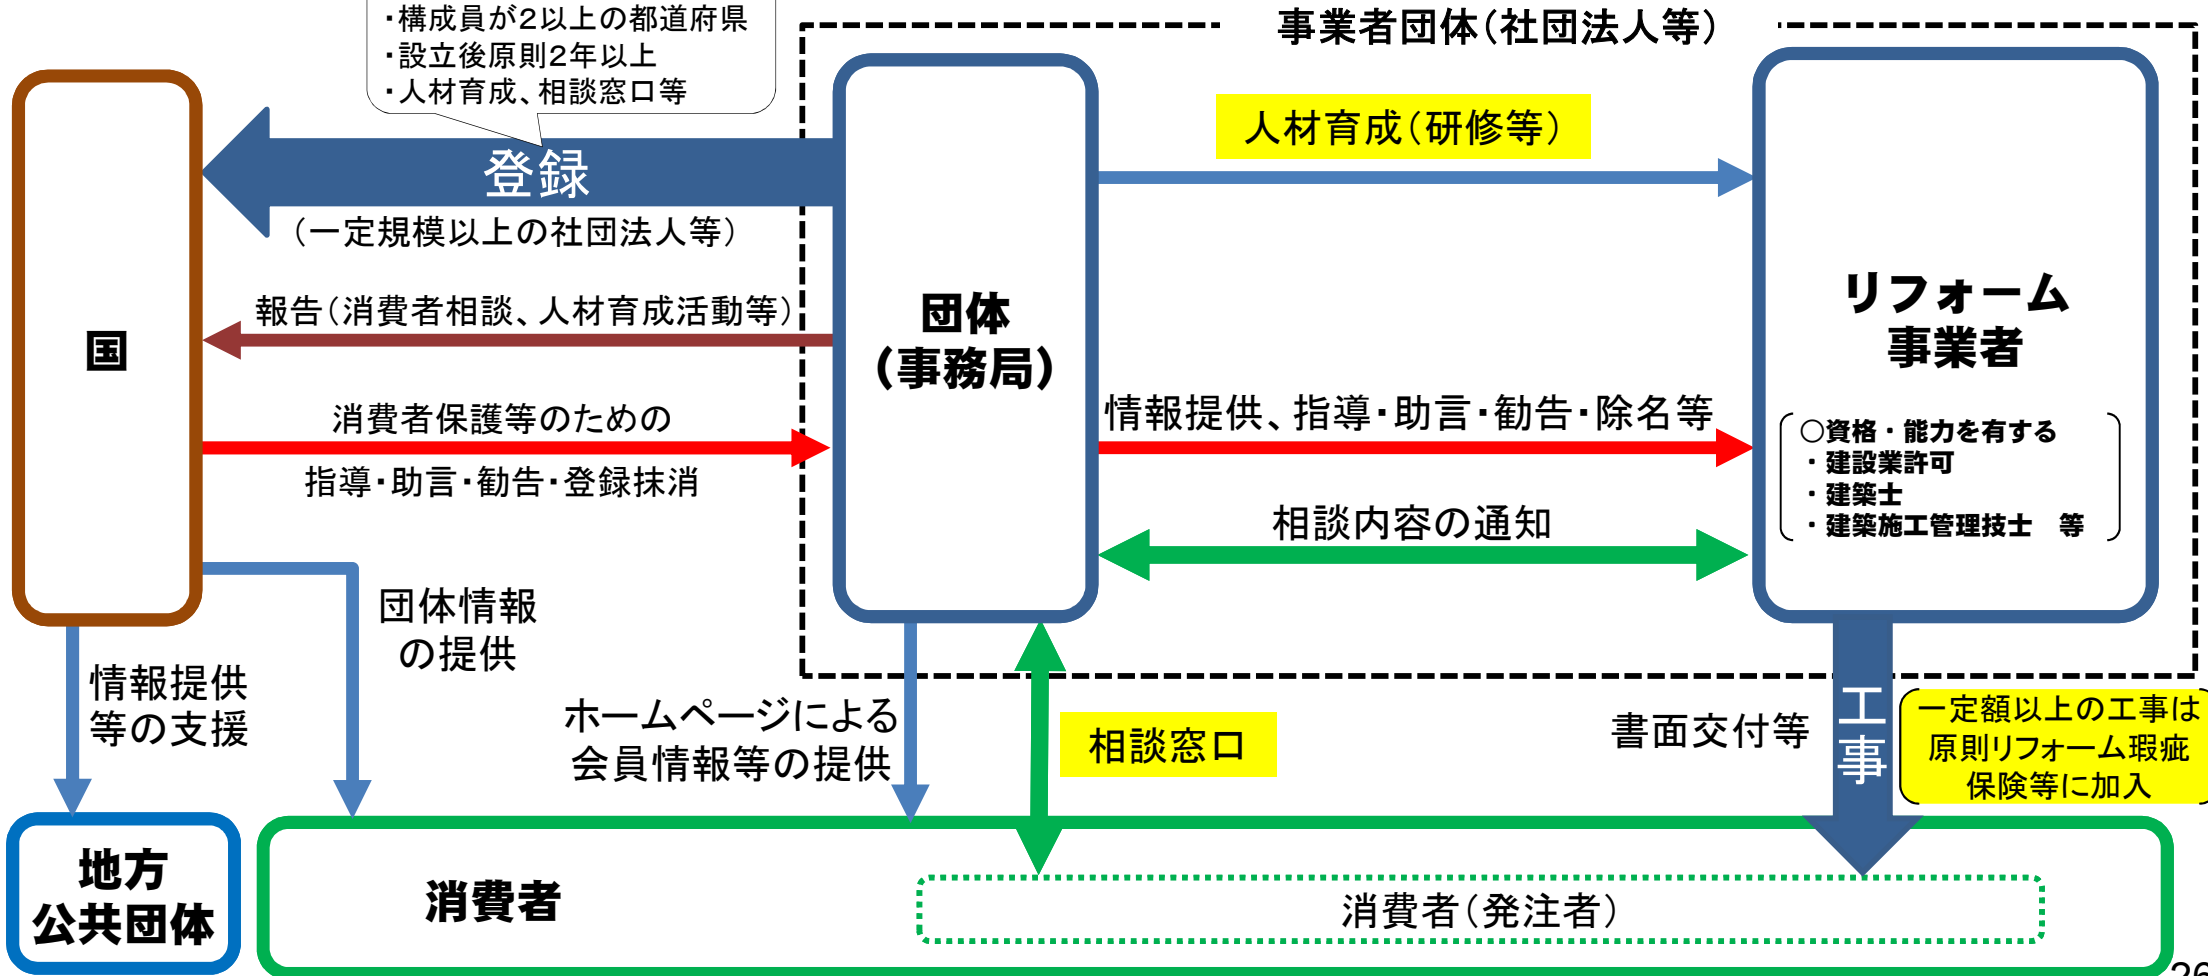 ・構成員が2以上の都道府県
・設立後原則2年以上
・人材育成、相談窓口等
事業者団体(社団法人等)
人材育成(研修等)
登録
(一定規模以上の社団法人等)
報告(消費者相談、人材育成活動等)
国
団体
(事務局)
リフォーム
事業者
消費者保護等のための
指導・助言・勧告・登録抹消
情報提供、指導・助言・勧告・除名等
○資格・能力を有する
・建設業許可
・建築士
・建築施工管理技士 等
相談内容の通知
団体情報
の提供
情報提供
等の支援
ホームページによる
会員情報等の提供
相談窓口
書面交付等
工事
一定額以上の工事は
原則リフォーム瑕疵
保険等に加入
地方
公共団体
消費者
消費者(発注者)